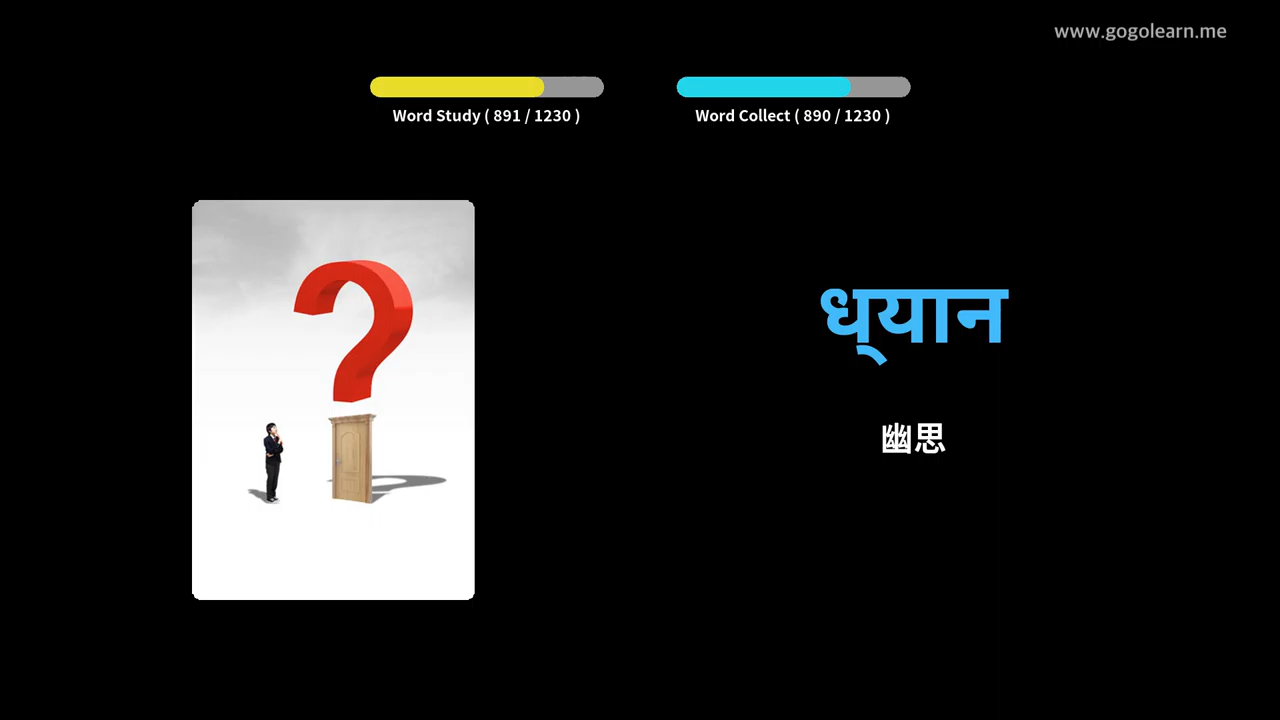 www.gogolearn.me
Word Study ( 891 / 1230 )
Word Collect ( 890 / 1230 )
ध्‌यान
幽思